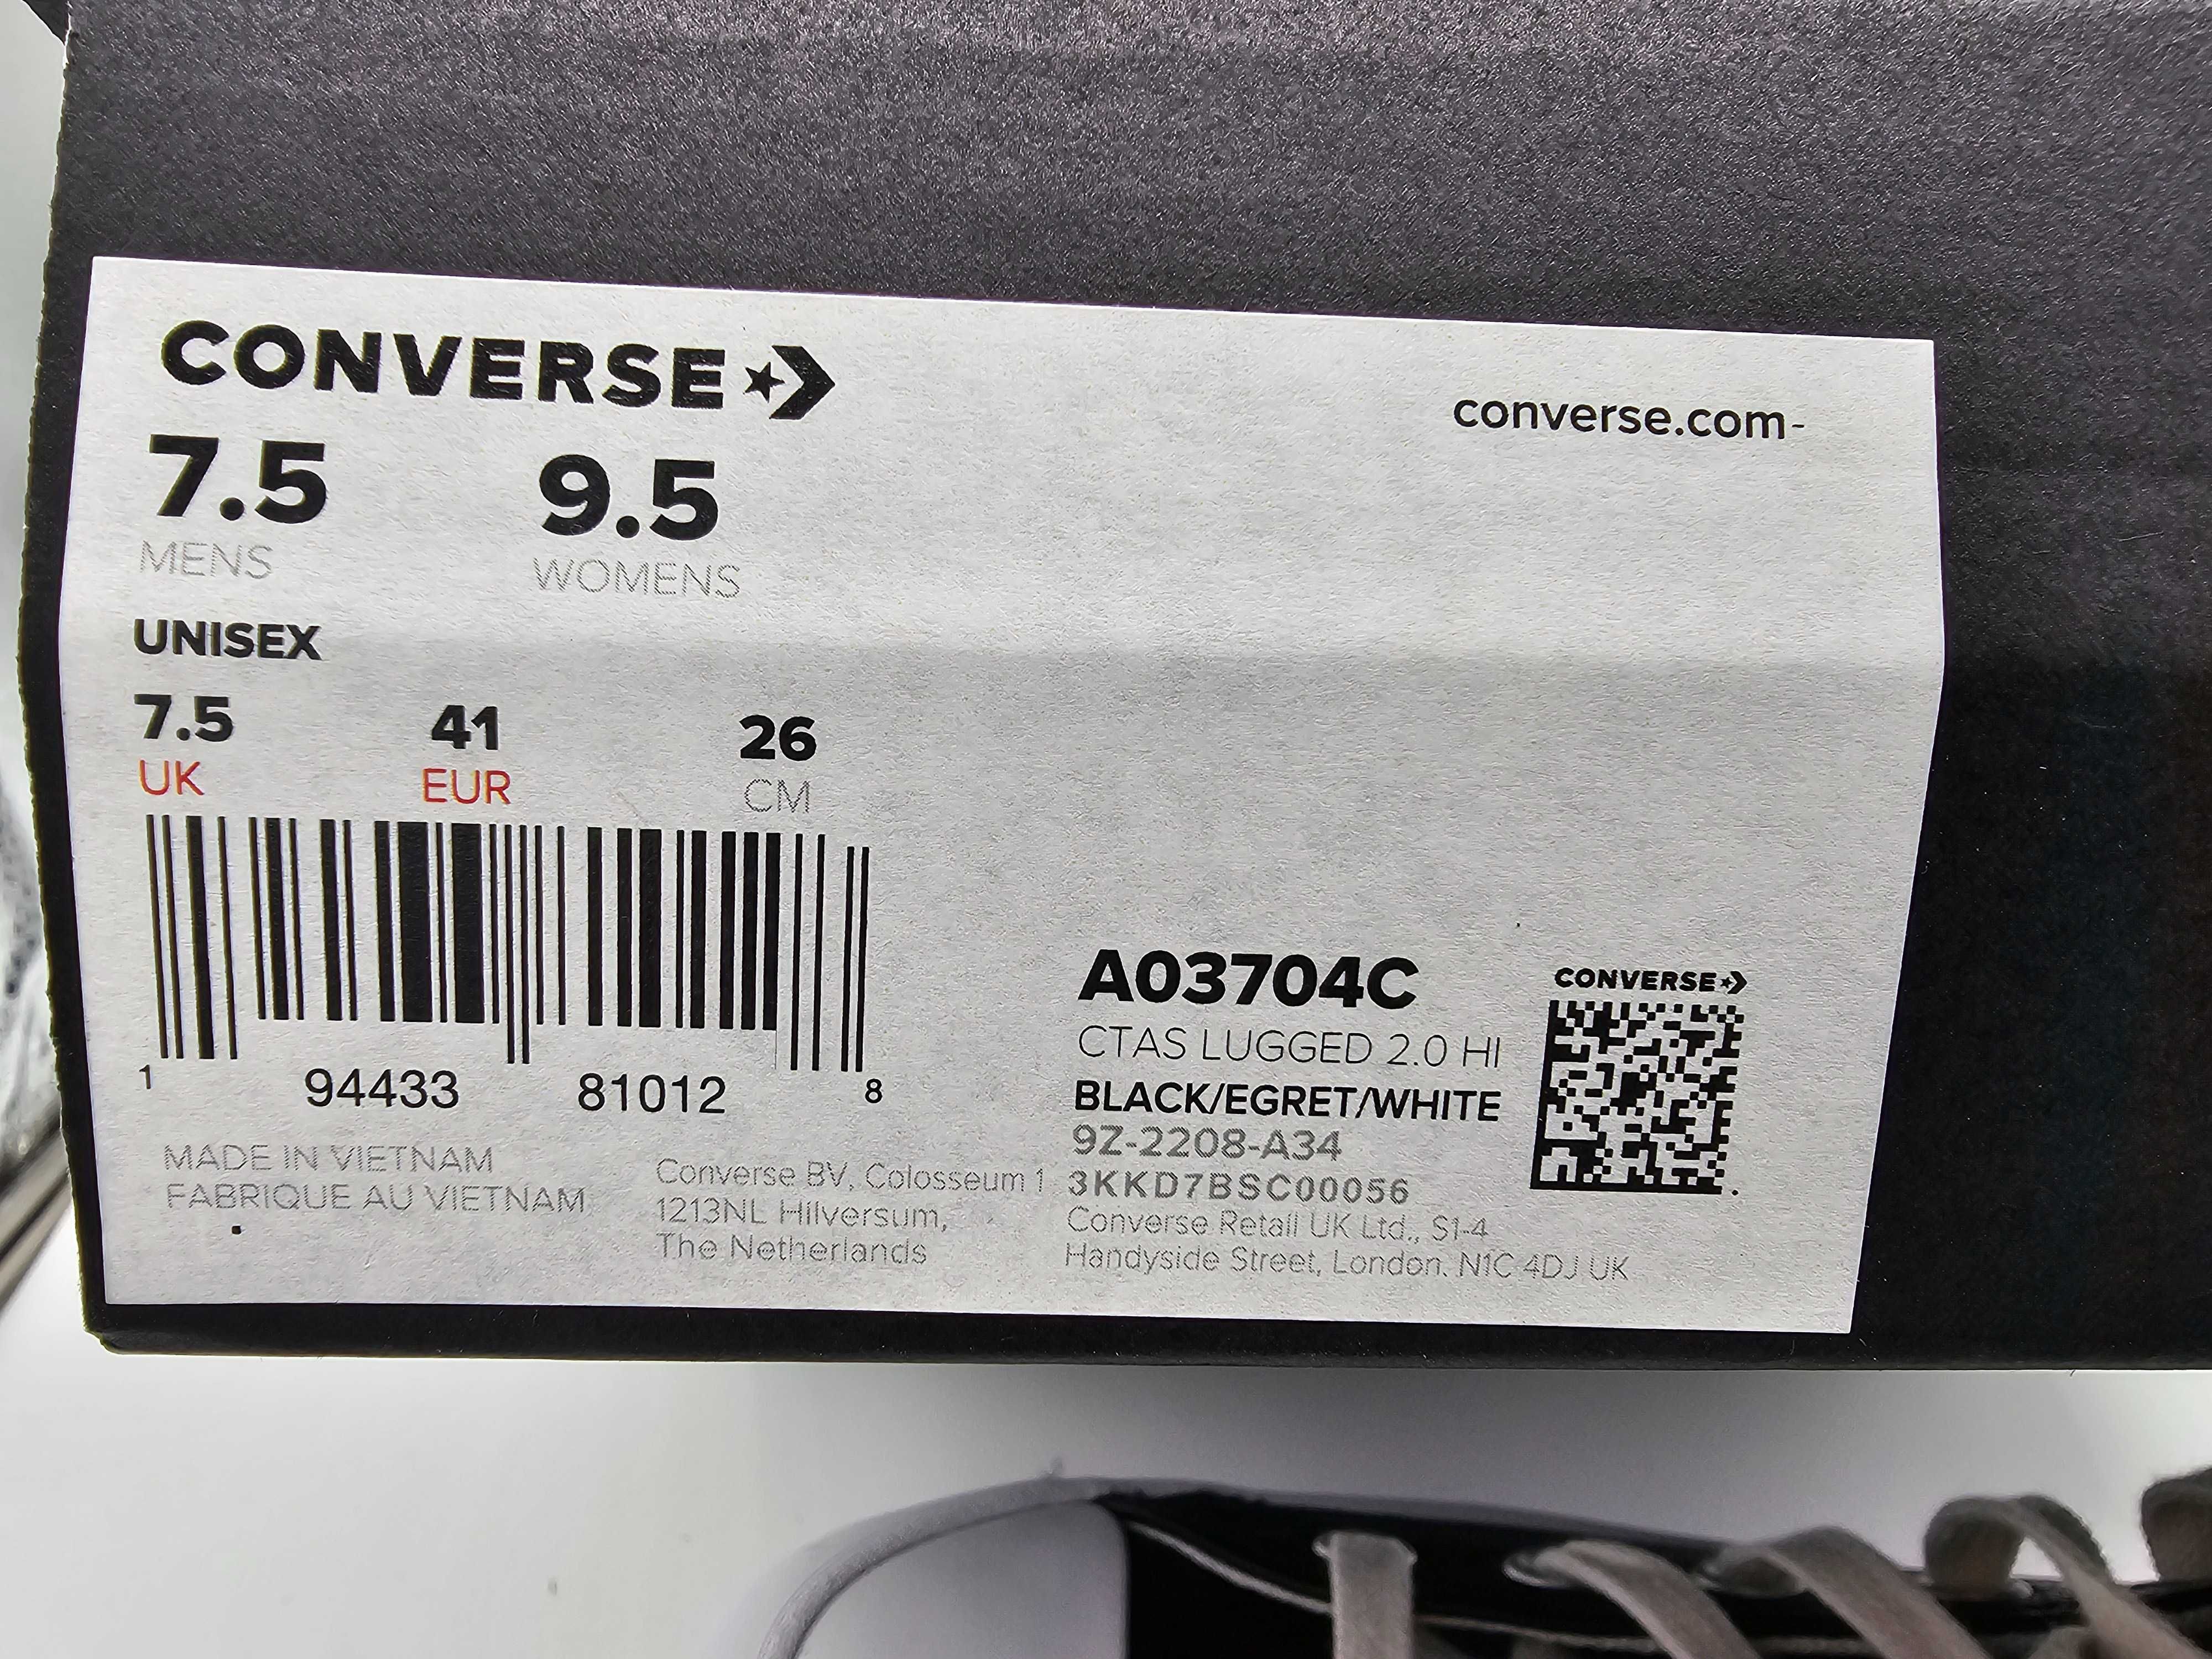 CONVERSE
converse.com-
7.5 9.5
MENS WOMENS
UNISEX
7.5 41 26
UK EUR CM
1 94433 81012 8
A03704C
CONVERSE
CTAS LUGGED 2.0 HI
BLACK/EGRET/WHITE
9Z-2208-A34
3KKD7BSC00056
MADE IN VIETNAM
FABRIQUE AU VIETNAM
Converse BV, Colosseum 1
1213NL Hilversum,
The Netherlands
Converse Retail UK Ltd., S1-4
Handyside Street, London. N1C 4DJ UK